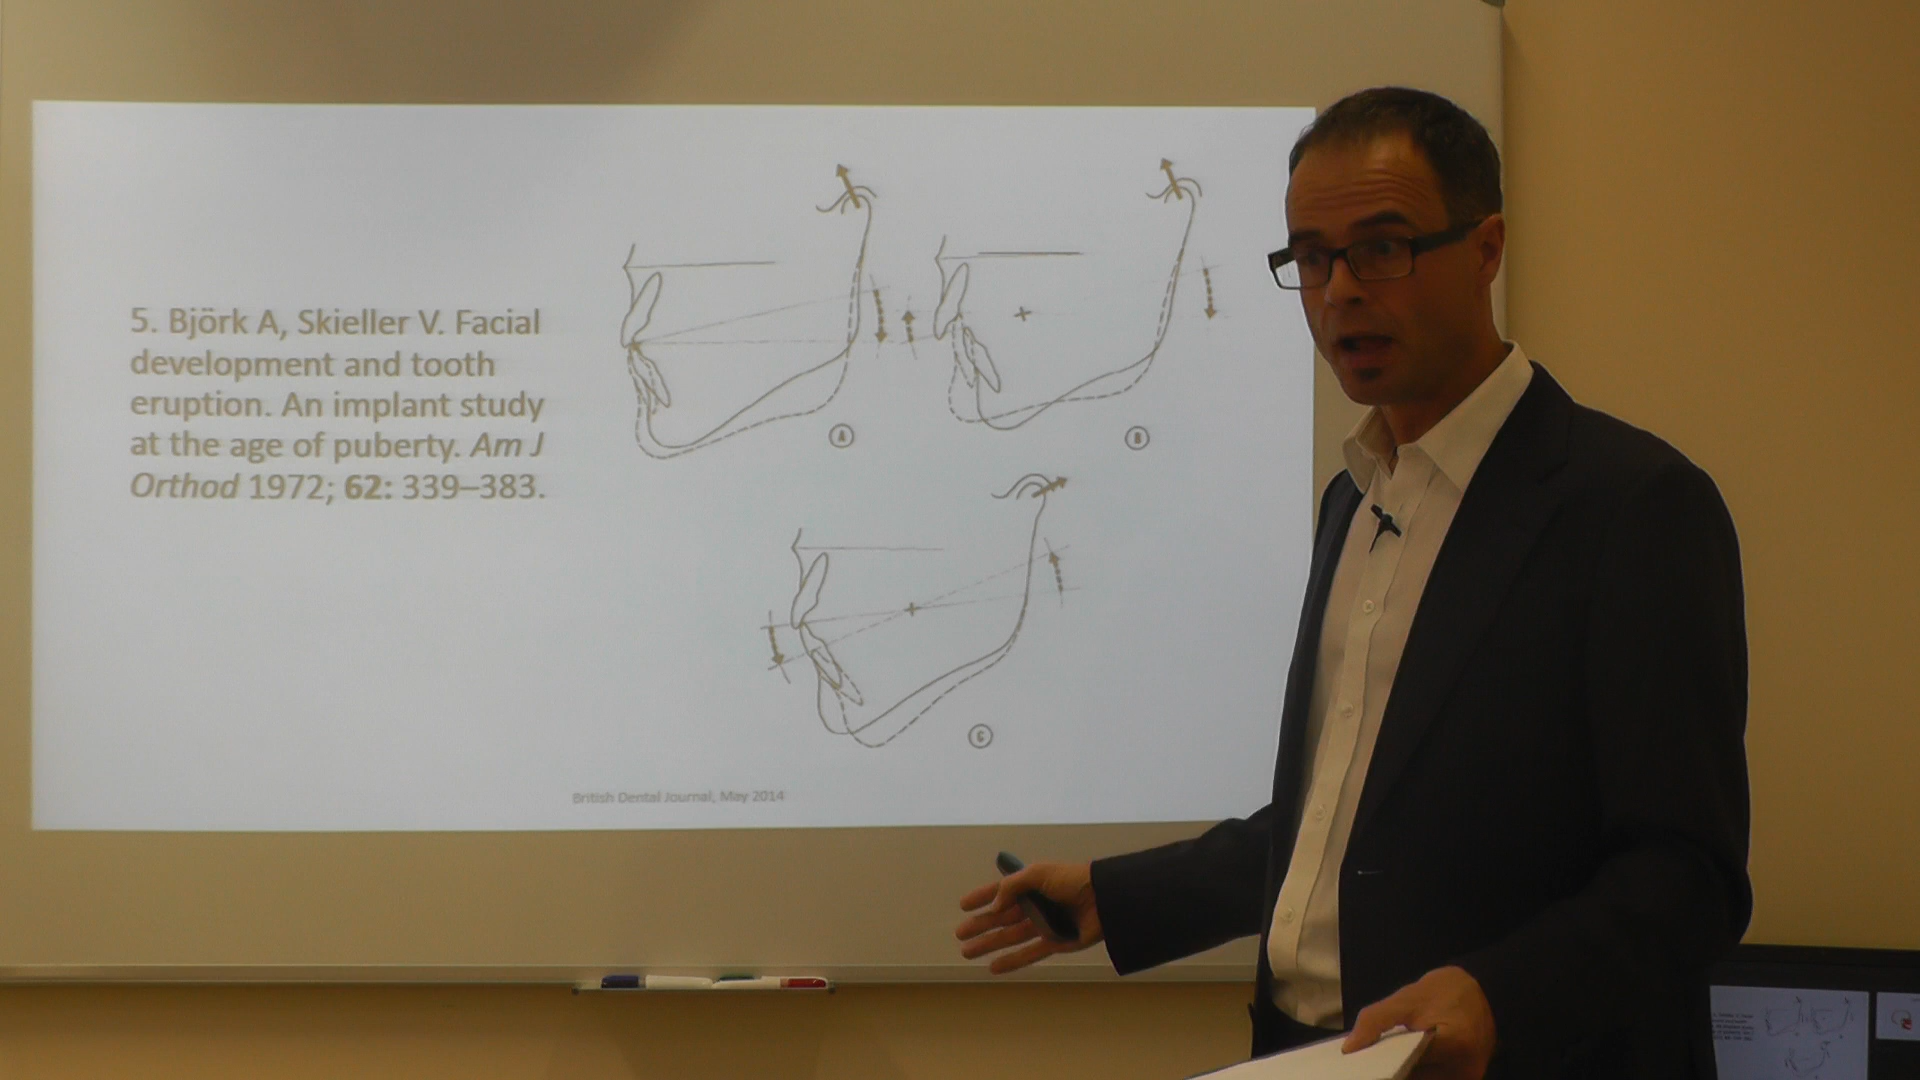 5. Björk A, Skieller V. Facial
development and tooth
eruption. An implant study
at the age of puberty. Am J
Orthod 1972; 62: 339–383.
A
B
British Dental Journal, May 2014